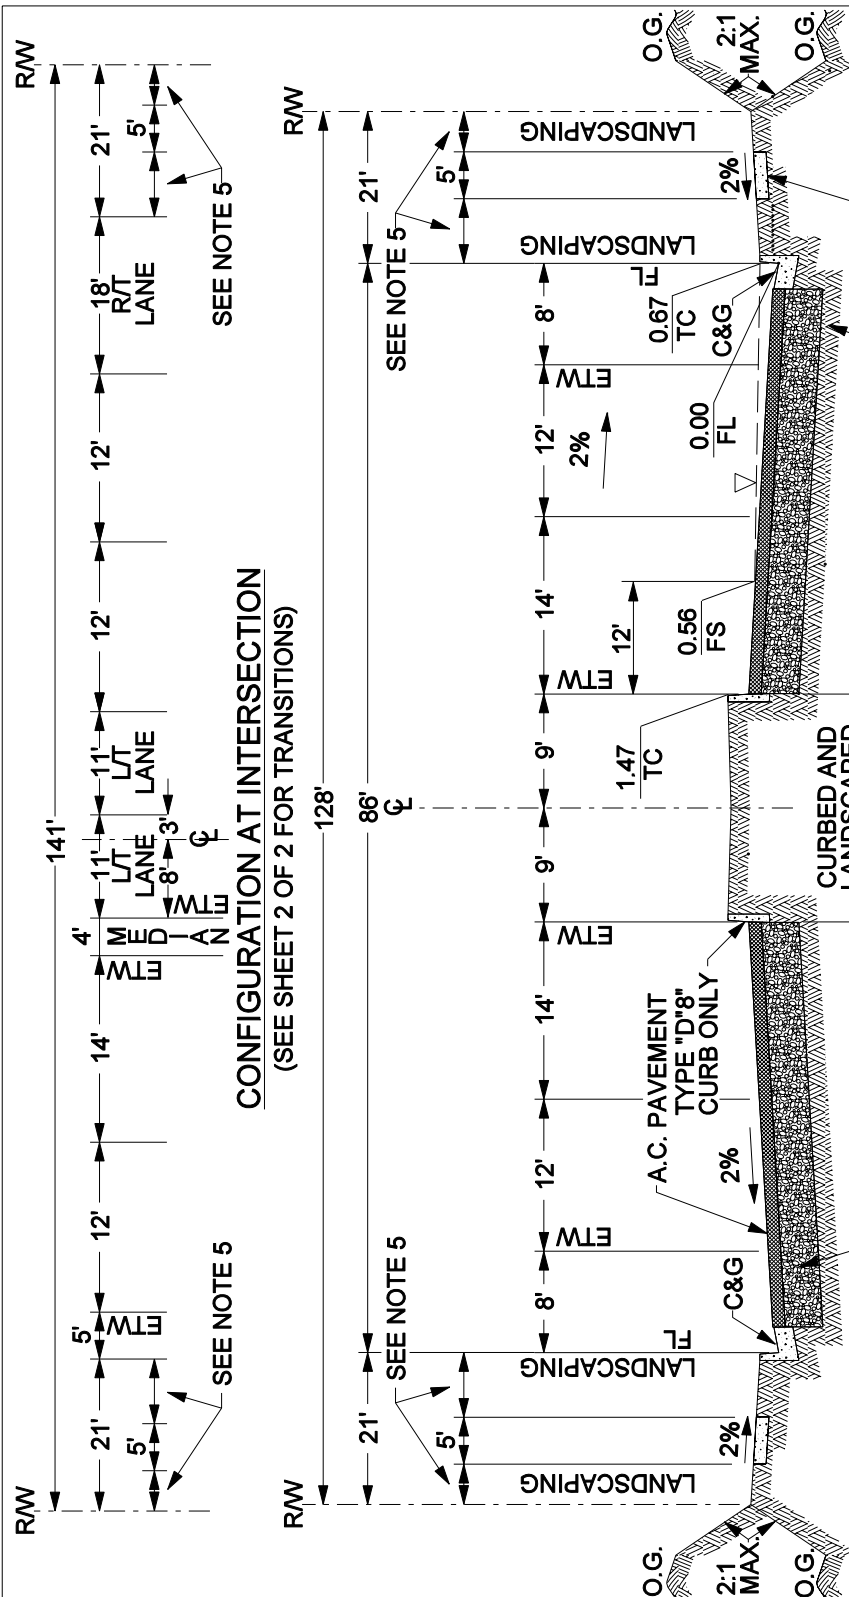 R/W
R/W
141'
5'
21'
12'
14'
4'
MEDIAN
11'
L/T
LANE
11'
L/T
LANE
12'
12'
18'
R/T
LANE
21'
5'
ETW
ETW
ETW
8'
3'
5'
℄
SEE NOTE 5
SEE NOTE 5
CONFIGURATION AT INTERSECTION
(SEE SHEET 2 OF 2 FOR TRANSITIONS)
R/W
R/W
128'
21'
86'
21'
℄
SEE NOTE 5
SEE NOTE 5
5'
5'
8'
12'
14'
9'
9'
14'
12'
8'
LANDSCAPING
LANDSCAPING
FL
ETW
ETW
ETW
ETW
FL
LANDSCAPING
LANDSCAPING
2%
12'
1.47
TC
0.56
FS
0.67
TC
0.00
FL
C&G
C&G
A.C. PAVEMENT
TYPE "D"8"
CURB ONLY
O.G.
O.G.
2:1
MAX.
2:1
MAX.
2%
2%
2%
O.G.
O.G.
CURBED AND
LANDSCAPED